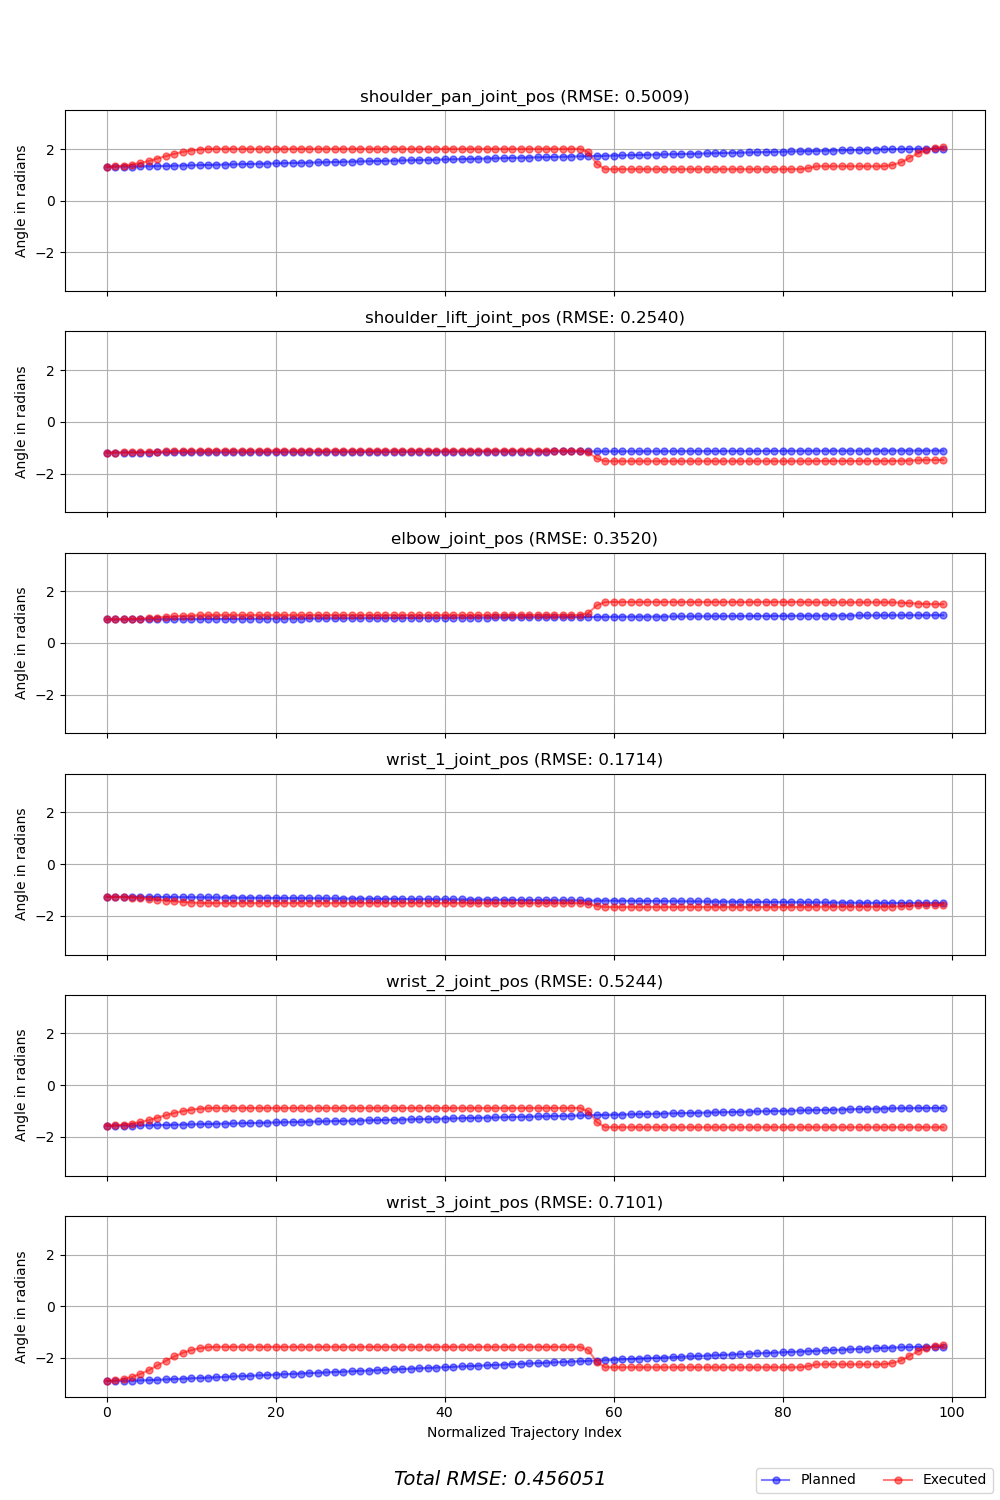 shoulder_pan_joint_pos (RMSE: 0.5009)
Angle in radians
2
0
−2
shoulder_lift_joint_pos (RMSE: 0.2540)
Angle in radians
2
0
−2
elbow_joint_pos (RMSE: 0.3520)
Angle in radians
2
0
−2
wrist_1_joint_pos (RMSE: 0.1714)
Angle in radians
2
0
−2
wrist_2_joint_pos (RMSE: 0.5244)
Angle in radians
2
0
−2
wrist_3_joint_pos (RMSE: 0.7101)
Angle in radians
2
0
−2
0 20 40 60 80 100
Normalized Trajectory Index
Total RMSE: 0.456051
Planned Executed